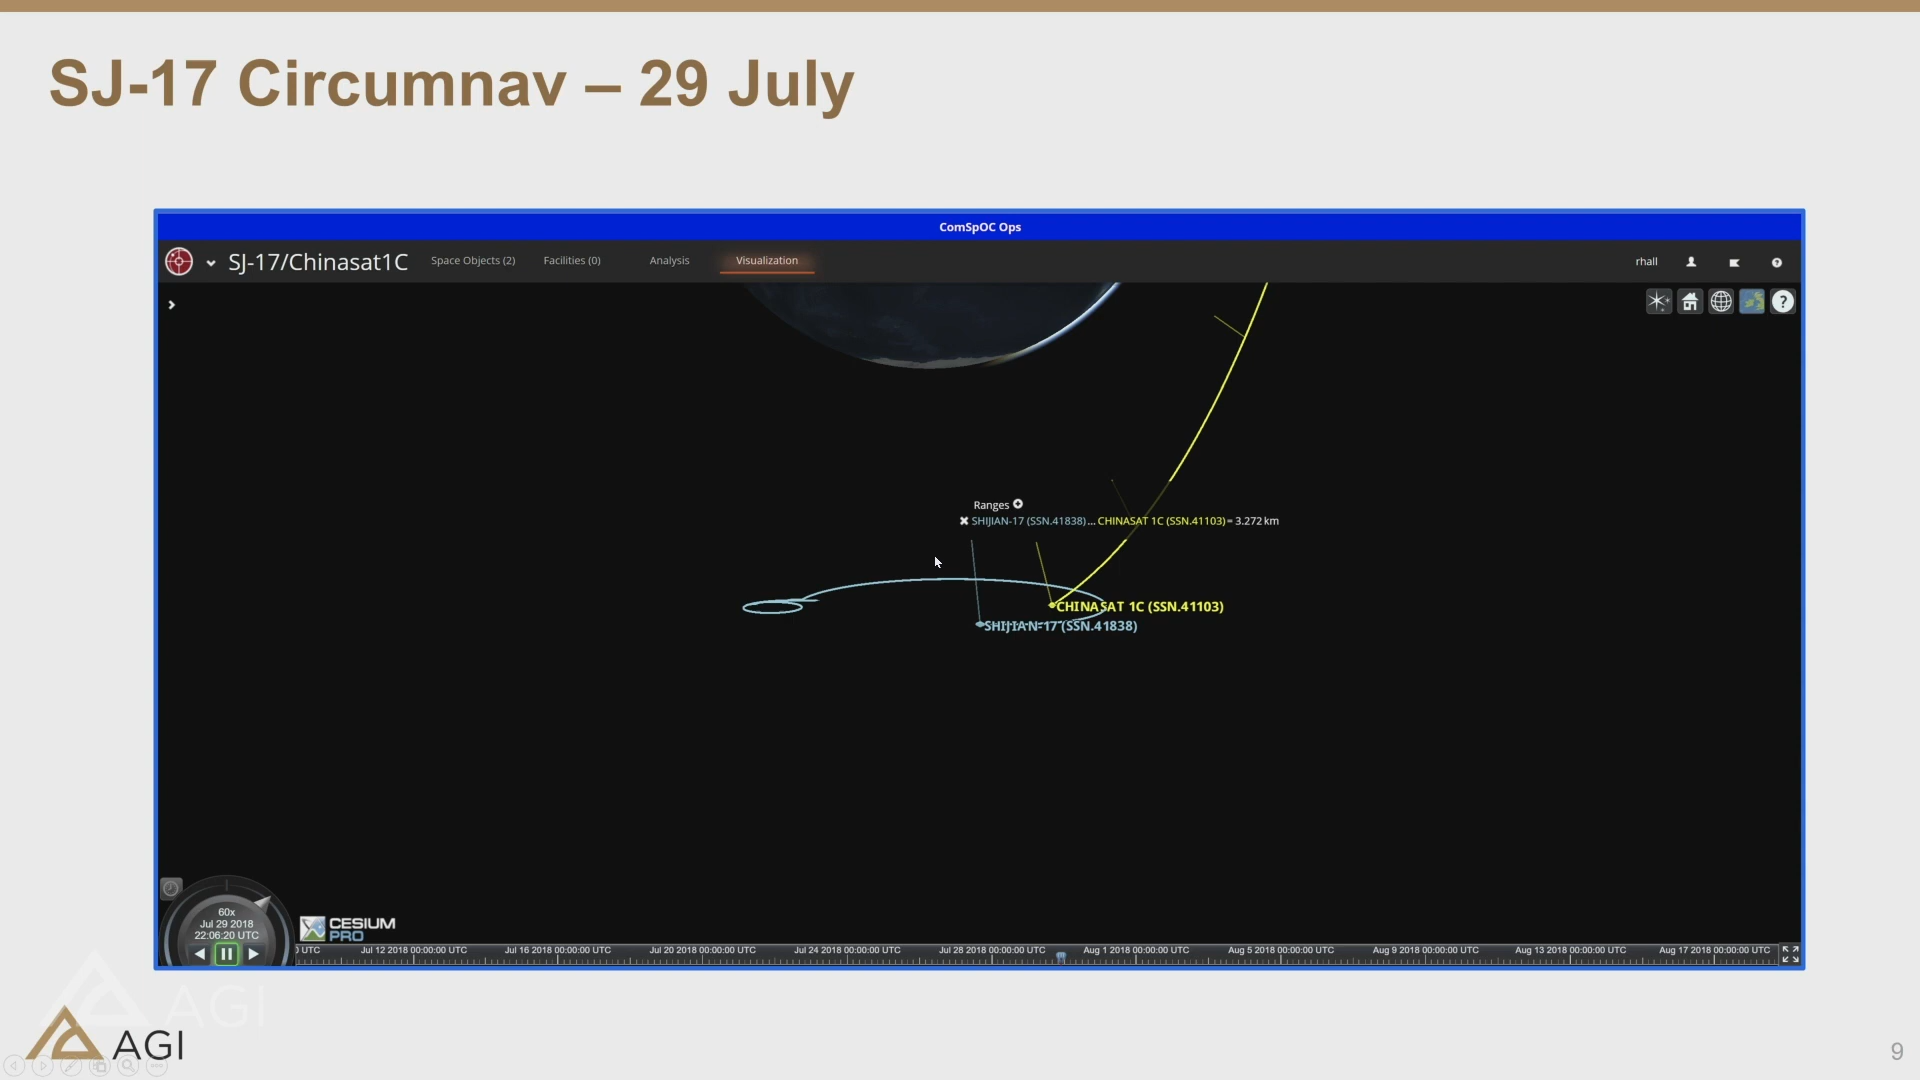 SJ-17 Circumnav – 29 July
ComSpOC Ops
SJ-17/Chinasat1C Space Objects (2) Facilities (0) Analysis Visualization rhall
Ranges
SHIJIAN-17 (SSN.41838)... CHINASAT 1C (SSN.41103) = 3.272 km
CHINASAT 1C (SSN.41103)
SHIJIAN-17 (SSN.41838)
60x
Jul 29 2018
22:06:20 UTC
CESIUM
PRO
UTC Jul 12 2018 00:00:00 UTC Jul 16 2018 00:00:00 UTC Jul 20 2018 00:00:00 UTC Jul 24 2018 00:00:00 UTC Jul 28 2018 00:00:00 UTC Aug 1 2018 00:00:00 UTC Aug 5 2018 00:00:00 UTC Aug 9 2018 00:00:00 UTC Aug 13 2018 00:00:00 UTC Aug 17 2018 00:00:00 UTC
AGI
AGI
9